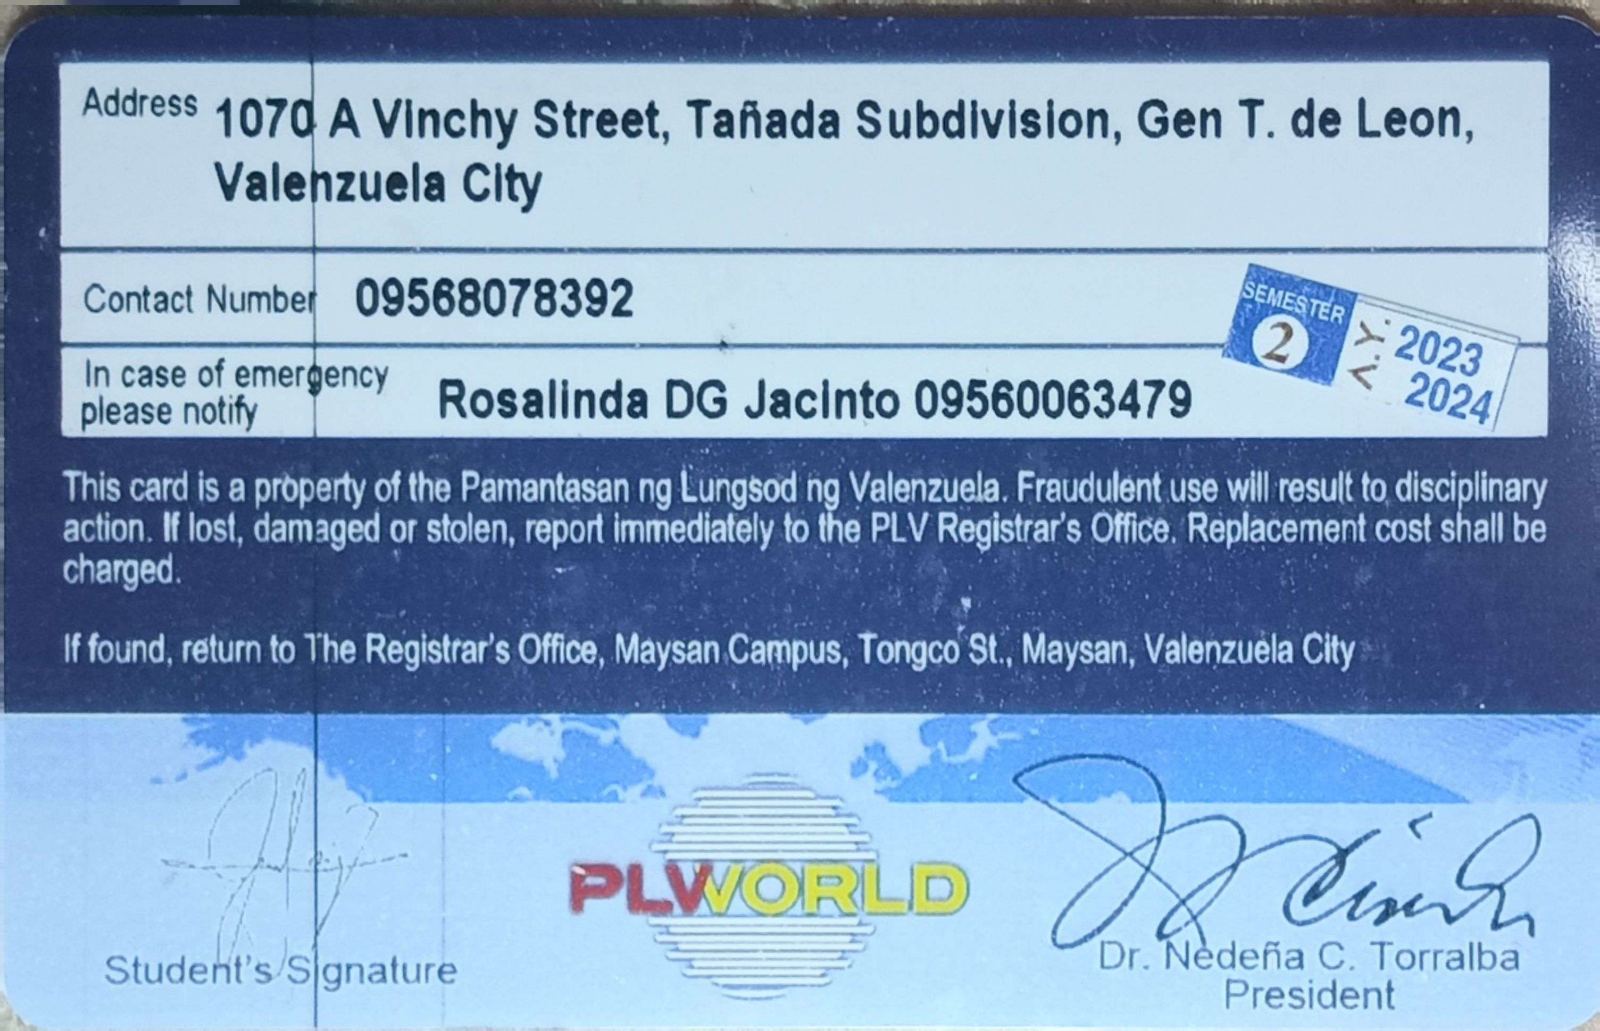 Address 1070 A Vinchy Street, Tañada Subdivision, Gen T. de Leon,
Valenzuela City
Contact Number 09568078392
SEMESTER
2
A.Y. 2023
2024
In case of emergency
please notify
Rosalinda DG Jacinto 09560063479
This card is a property of the Pamantasan ng Lungsod ng Valenzuela. Fraudulent use will result to disciplinary
action. If lost, damaged or stolen, report immediately to the PLV Registrar's Office. Replacement cost shall be
charged.
If found, return to The Registrar's Office, Maysan Campus, Tongco St., Maysan, Valenzuela City
PLWORLD
Student's Signature
Dr. Nedeña C. Torralba
President